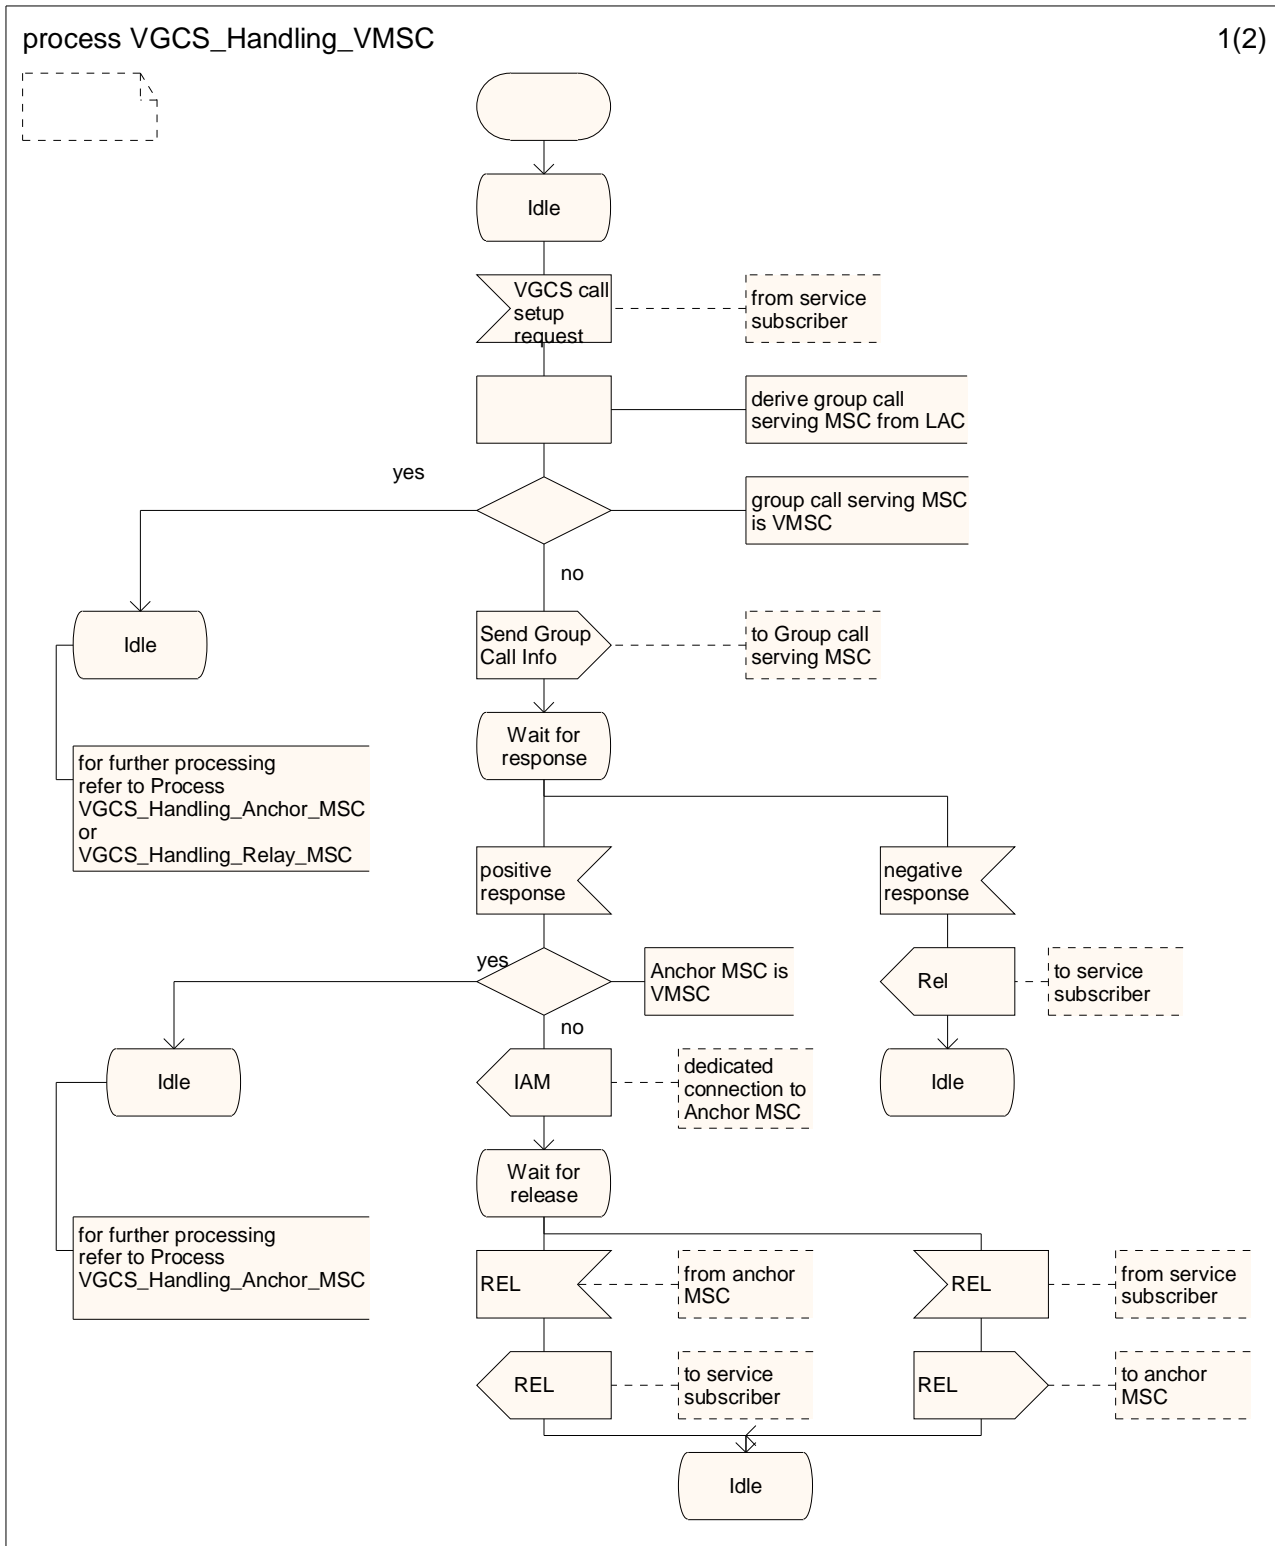 process VGCS_Handling_VMSC
1(2)
Idle
VGCS call
setup
request
from service
subscriber
derive group call
serving MSC from LAC
yes
group call serving MSC
is VMSC
no
Idle
Send Group
Call Info
to Group call
serving MSC
Wait for
response
for further processing
refer to Process
VGCS_Handling_Anchor_MSC
or
VGCS_Handling_Relay_MSC
positive
response
negative
response
yes
Anchor MSC is
VMSC
Rel
to service
subscriber
no
Idle
IAM
dedicated
connection to
Anchor MSC
Idle
Wait for
release
for further processing
refer to Process
VGCS_Handling_Anchor_MSC
REL
from anchor
MSC
REL
from service
subscriber
REL
to service
subscriber
REL
to anchor
MSC
Idle